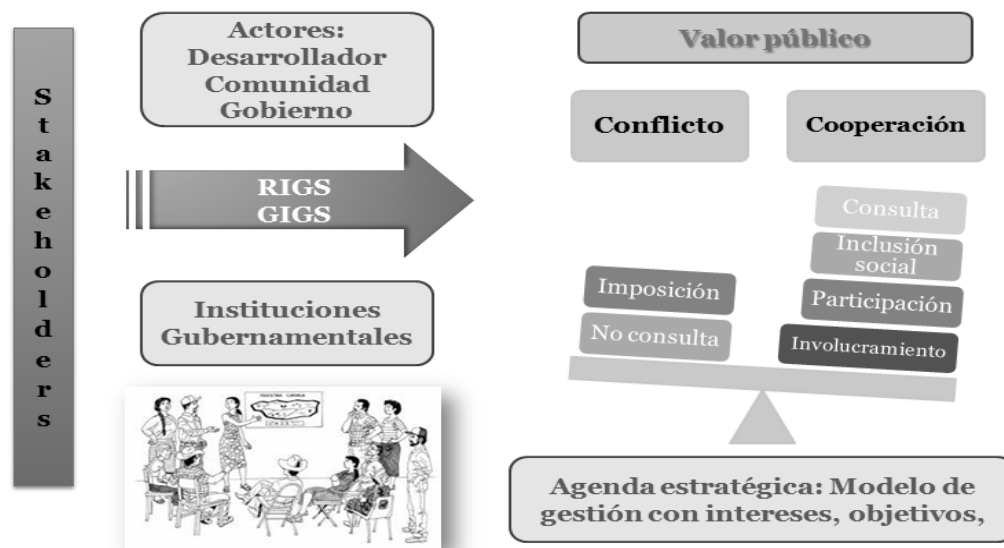 Stakeholders
Actores:
Desarrollador
Comunidad
Gobierno
RIGS
GIGS
Instituciones
Gubernamentales
Valor público
Conflicto
Cooperación
Consulta
Inclusión
social
Imposición
Participación
No consulta
Involucramiento
Agenda estratégica: Modelo de
gestión con intereses, objetivos,